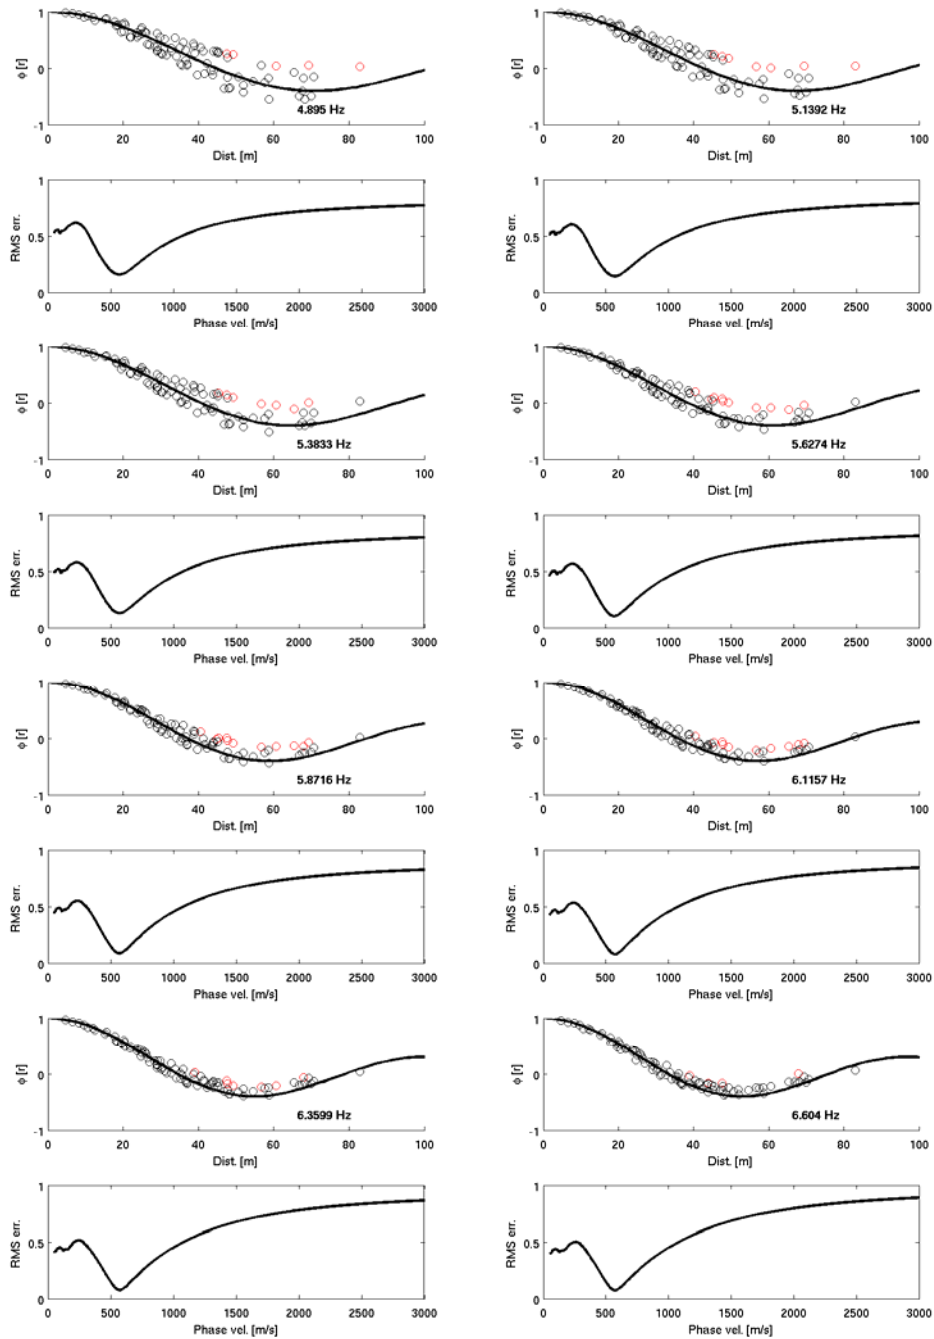 1
0
-1
ϕ [r]
4.895 Hz
0 20 40 60 80 100
Dist. [m]
1
0
-1
ϕ [r]
5.1392 Hz
0 20 40 60 80 100
Dist. [m]
1
0.5
0
RMS err.
0 500 1000 1500 2000 2500 3000
Phase vel. [m/s]
1
0.5
0
RMS err.
0 500 1000 1500 2000 2500 3000
Phase vel. [m/s]
1
0
-1
ϕ [r]
5.3833 Hz
0 20 40 60 80 100
Dist. [m]
1
0
-1
ϕ [r]
5.6274 Hz
0 20 40 60 80 100
Dist. [m]
1
0.5
0
RMS err.
0 500 1000 1500 2000 2500 3000
Phase vel. [m/s]
1
0.5
0
RMS err.
0 500 1000 1500 2000 2500 3000
Phase vel. [m/s]
1
0
-1
ϕ [r]
5.8716 Hz
0 20 40 60 80 100
Dist. [m]
1
0
-1
ϕ [r]
6.1157 Hz
0 20 40 60 80 100
Dist. [m]
1
0.5
0
RMS err.
0 500 1000 1500 2000 2500 3000
Phase vel. [m/s]
1
0.5
0
RMS err.
0 500 1000 1500 2000 2500 3000
Phase vel. [m/s]
1
0
-1
ϕ [r]
6.3599 Hz
0 20 40 60 80 100
Dist. [m]
1
0
-1
ϕ [r]
6.604 Hz
0 20 40 60 80 100
Dist. [m]
1
0.5
0
RMS err.
0 500 1000 1500 2000 2500 3000
Phase vel. [m/s]
1
0.5
0
RMS err.
0 500 1000 1500 2000 2500 3000
Phase vel. [m/s]